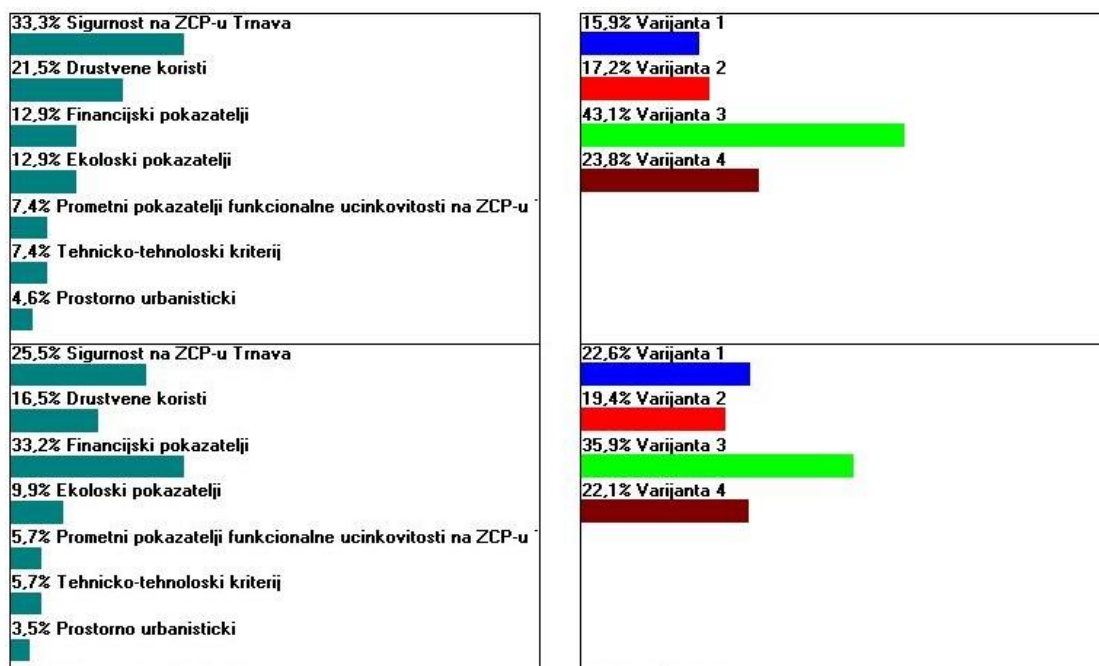 33,3% Sigurnost na ZCP-u Trnava
21,5% Drustvene koristi
12,9% Financijski pokazatelji
12,9% Ekoloski pokazatelji
7,4% Prometni pokazatelji funkcionalne ucinkovitosti na ZCP-u
7,4% Tehnicko-tehnoloski kriterij
4,6% Prostorno urbanisticki
15,9% Varijanta 1
17,2% Varijanta 2
43,1% Varijanta 3
23,8% Varijanta 4
25,5% Sigurnost na ZCP-u Trnava
16,5% Drustvene koristi
33,2% Financijski pokazatelji
9,9% Ekoloski pokazatelji
5,7% Prometni pokazatelji funkcionalne ucinkovitosti na ZCP-u
5,7% Tehnicko-tehnoloski kriterij
3,5% Prostorno urbanisticki
22,6% Varijanta 1
19,4% Varijanta 2
35,9% Varijanta 3
22,1% Varijanta 4